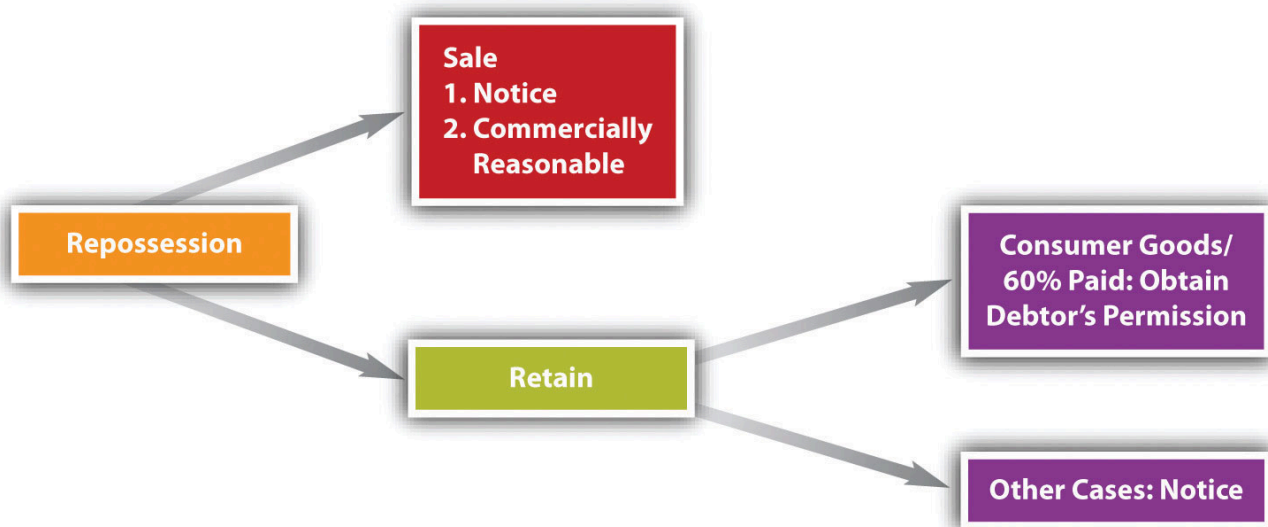 Sale
1. Notice
2. Commercially
Reasonable
Repossession
Consumer Goods/
60% Paid: Obtain
Debtor’s Permission
Retain
Other Cases: Notice